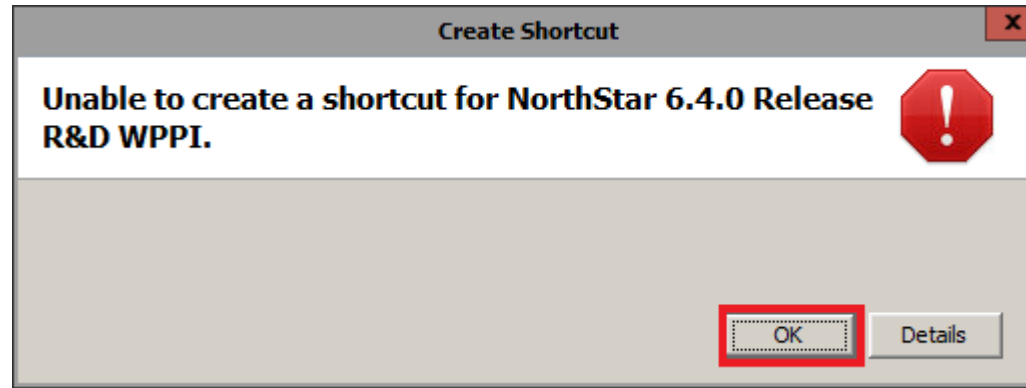 Create Shortcut
Unable to create a shortcut for NorthStar 6.4.0 Release
R&D WPPI.
OK
Details